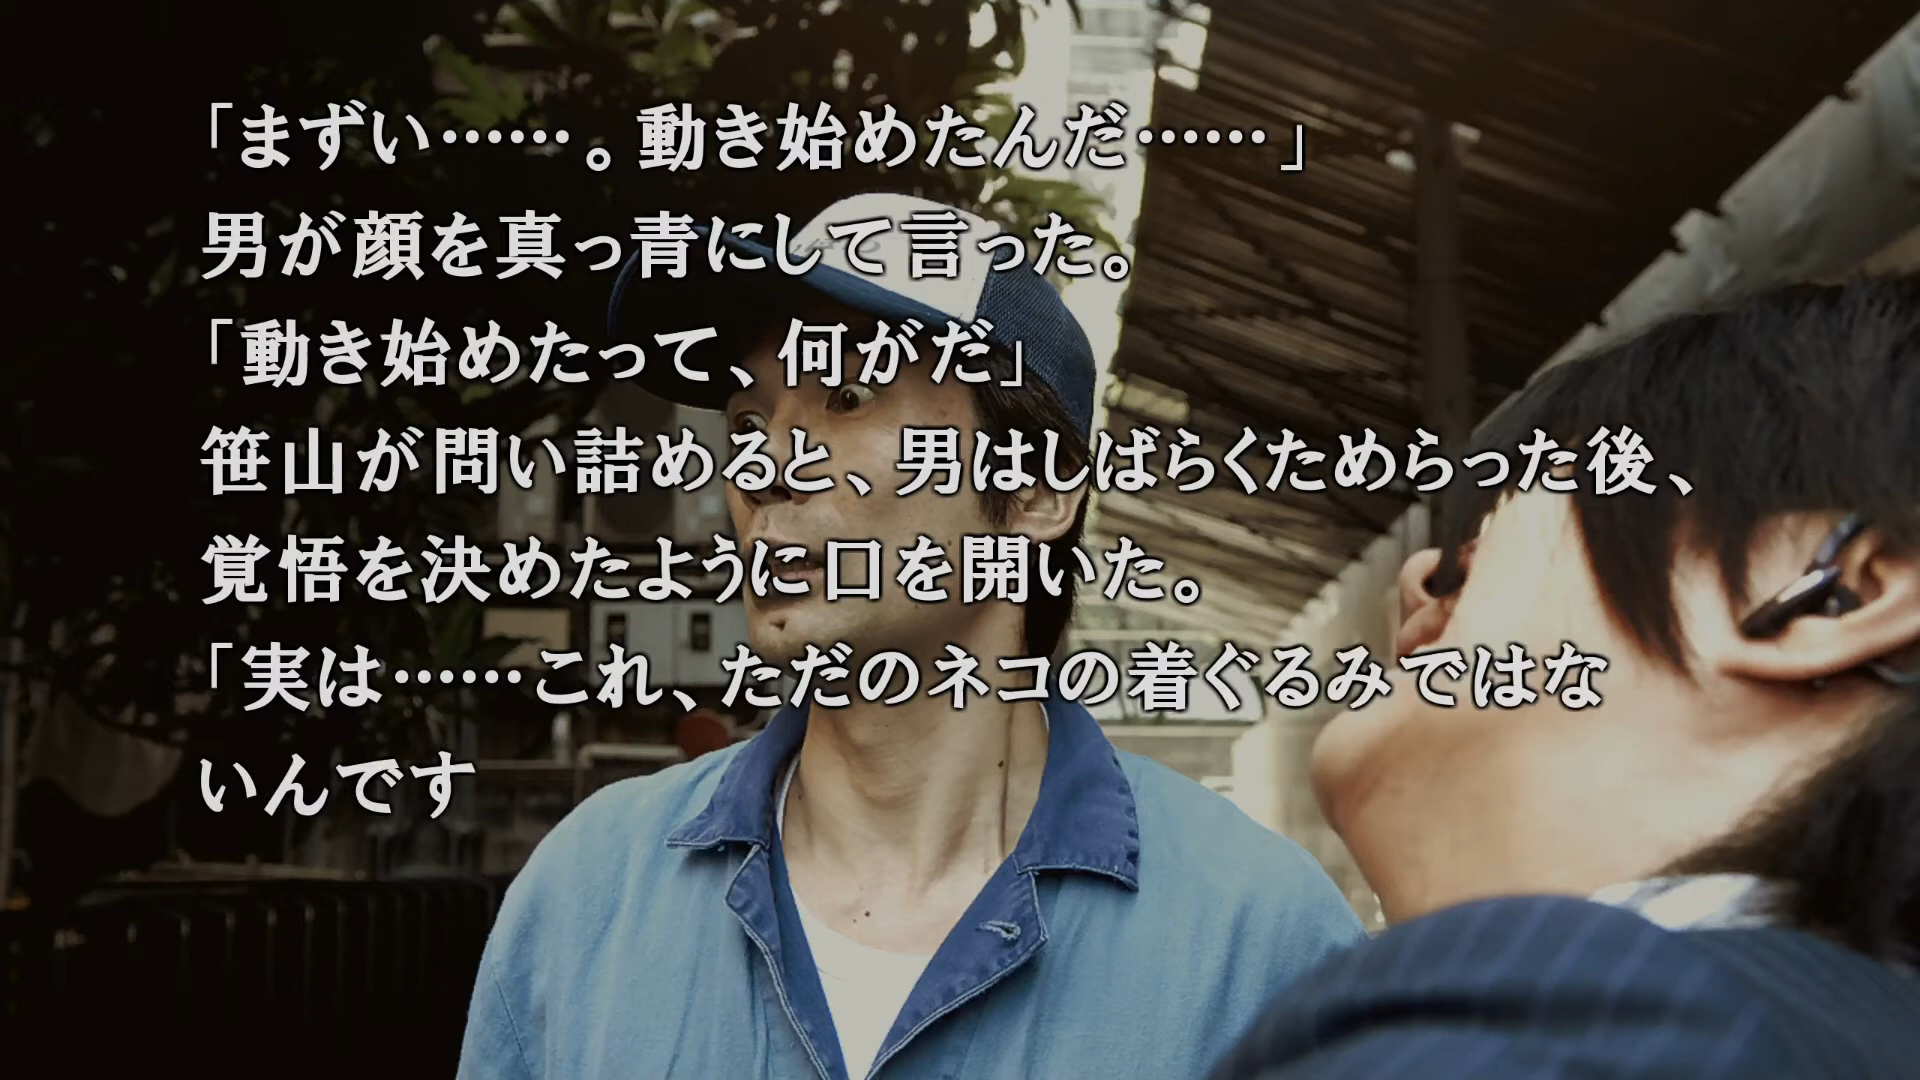 「まずい……。動き始めたんだ……」
男が顔を真っ青にして言った。
「動き始めたって、何がだ」
笹山が問い詰めると、男はしばらくためらった後、
覚悟を決めたように口を開いた。
「実は……これ、ただのネコの着ぐるみではな
いんです